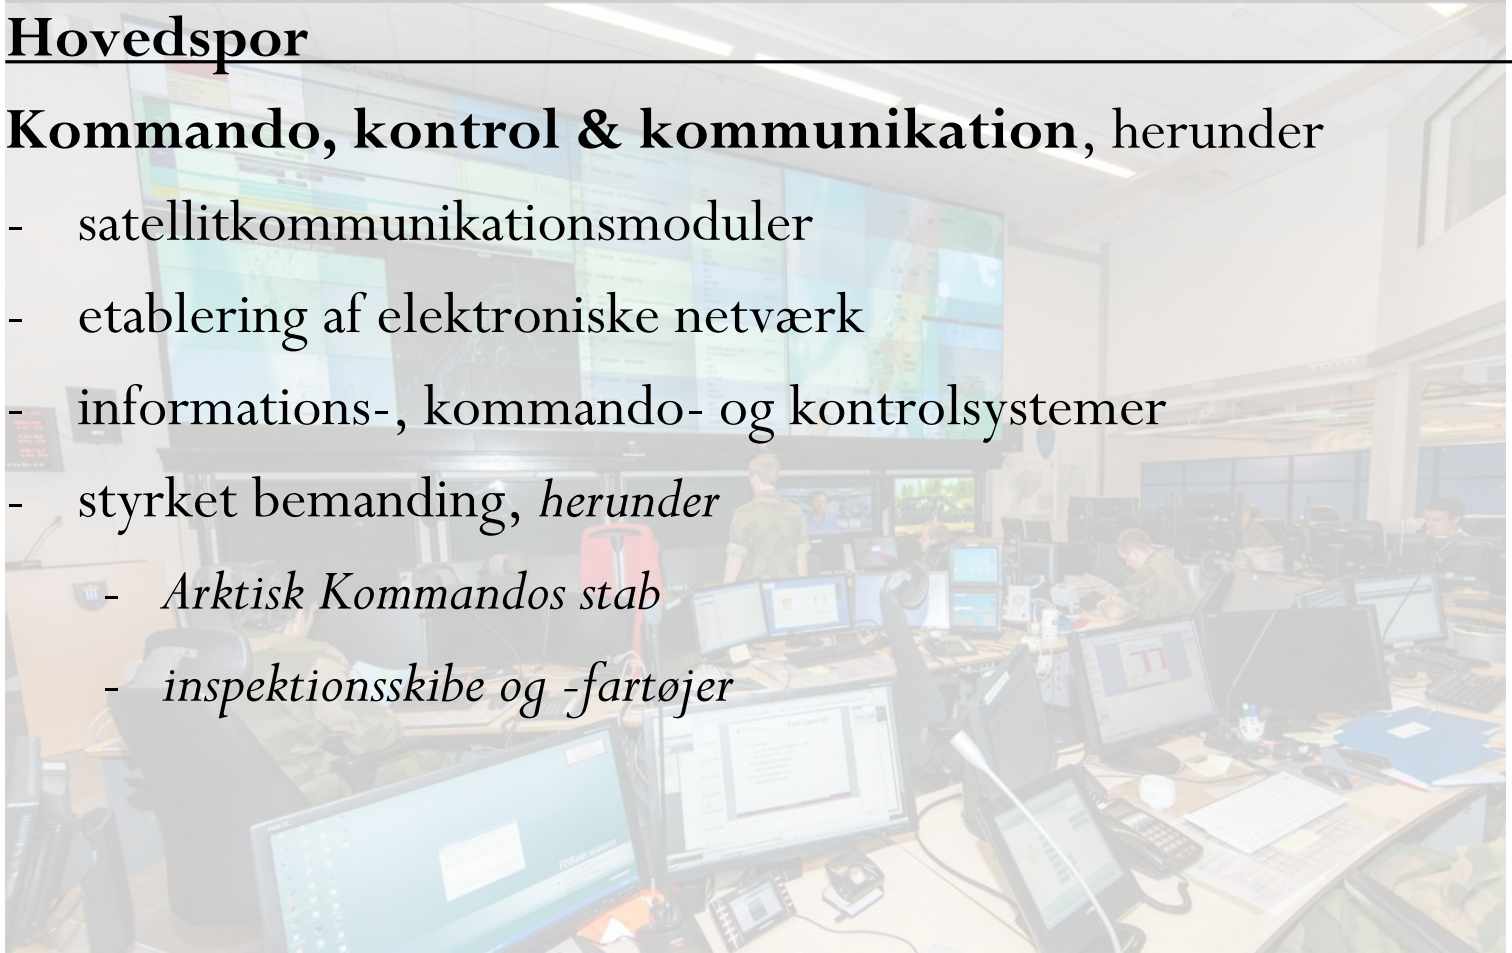 Hovedspor
Kommando, kontrol & kommunikation, herunder
- satellitkommunikationsmoduler
- etablering af elektroniske netværk
- informations-, kommando- og kontrolsystemer
- styrket bemanding, herunder
- Arktisk Kommandos stab
- inspektionsskibe og -fartøjer